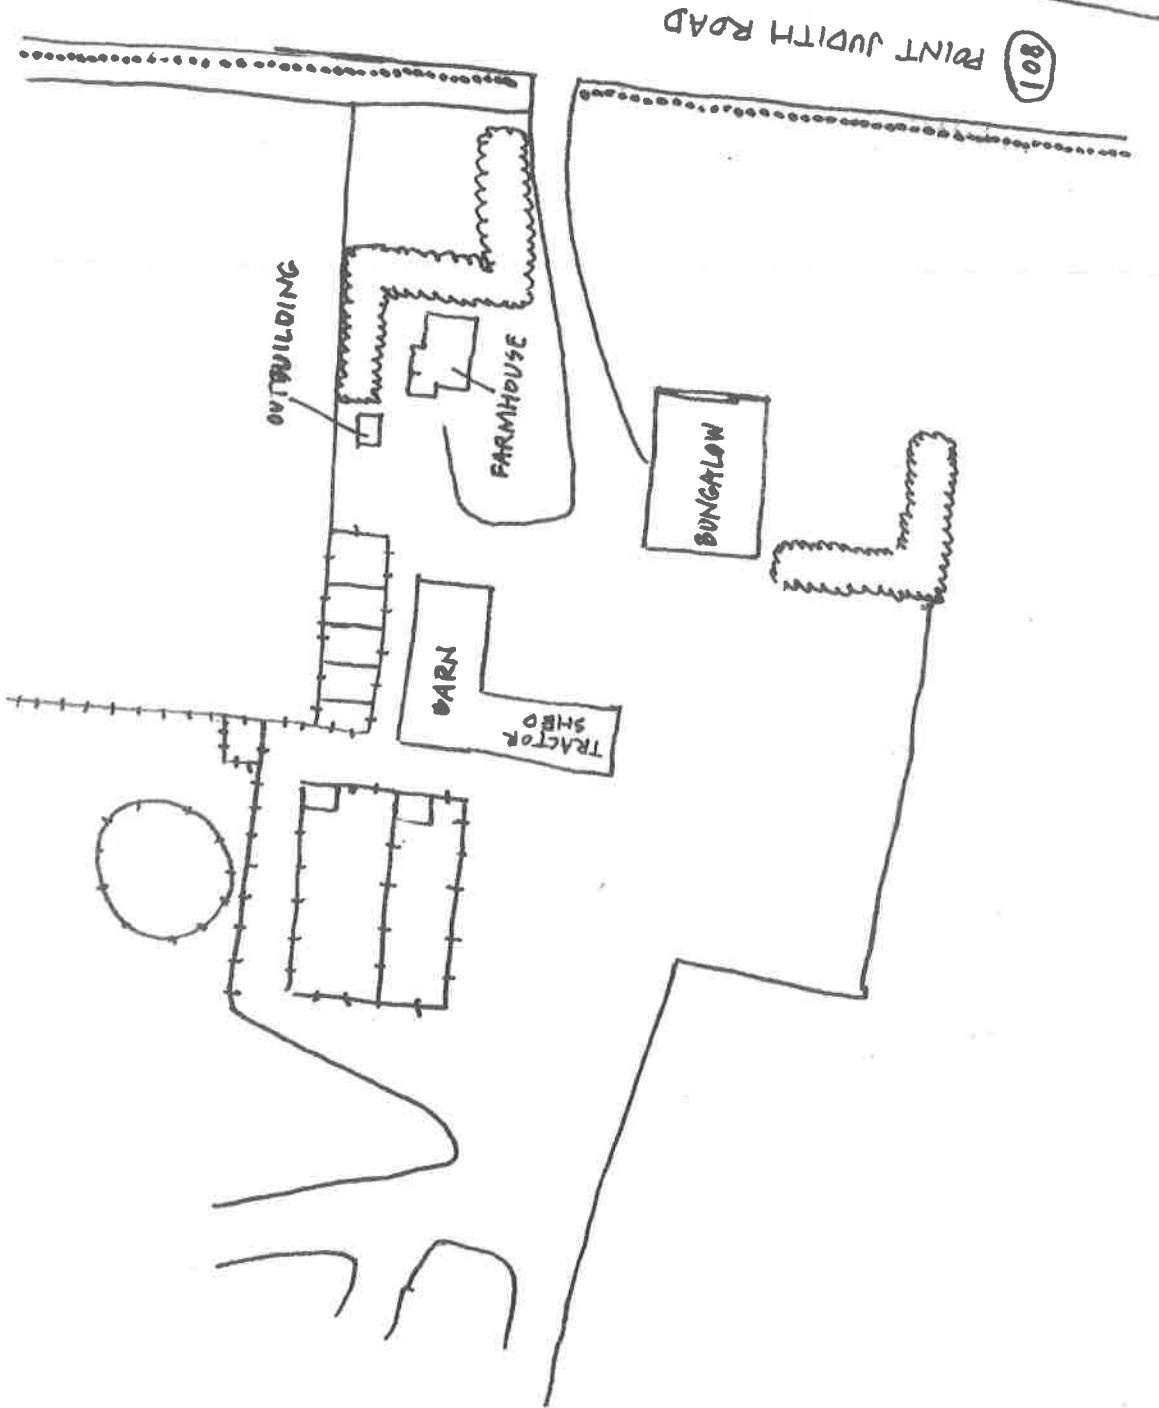 108
POINT JUDITH ROAD
OUTBUILDING
FARMHOUSE
BUNGALOW
BARN
TRACTOR
SHED